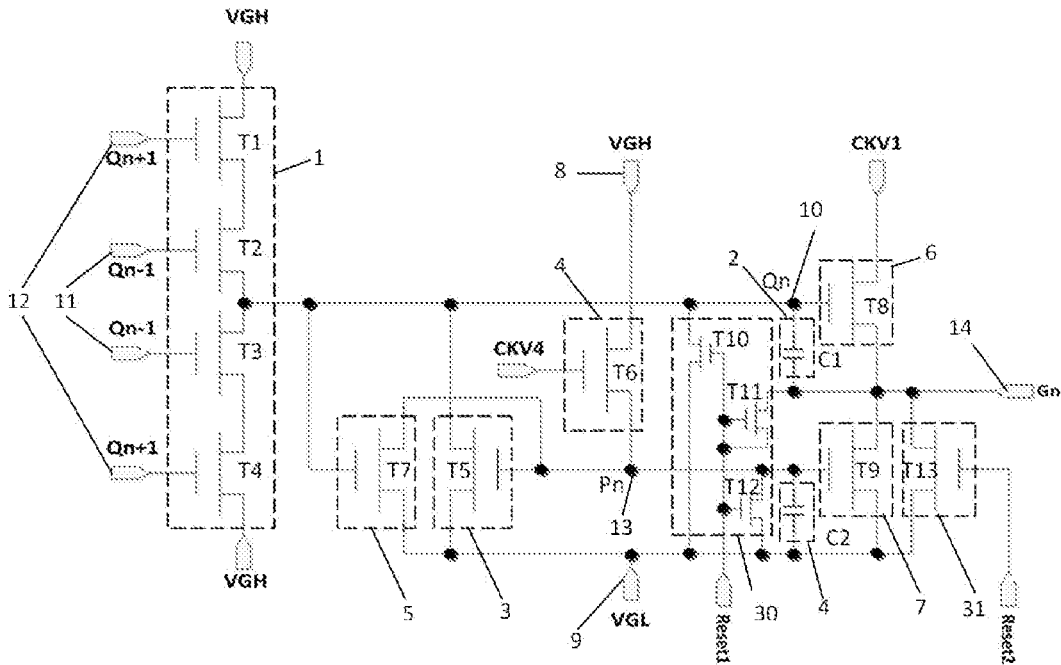 VGH
T1
Qn+1
1
VGH
CKV1
8
T2
Qn-1
10
4
2
Qn
6
12
11
T8
14
Qn-1
T3
CKV4
T10
C1
T6
T11
Gn
Qn+1
T4
T7
T5
Pn
T12
T9
T13
13
C2
VGH
5
3
9
VGL
30
4
7
31
Reset1
Reset2